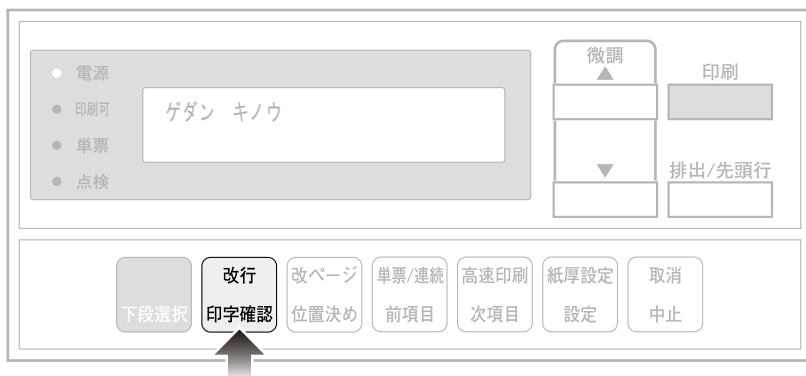 電源
印刷可
単票
点検
ゲダン キノウ
微調
▲
▼
印刷
排出/先頭行
下段選択
改行
印字確認
改ページ
位置決め
単票/連続
前項目
高速印刷
次項目
紙厚設定
設定
取消
中止